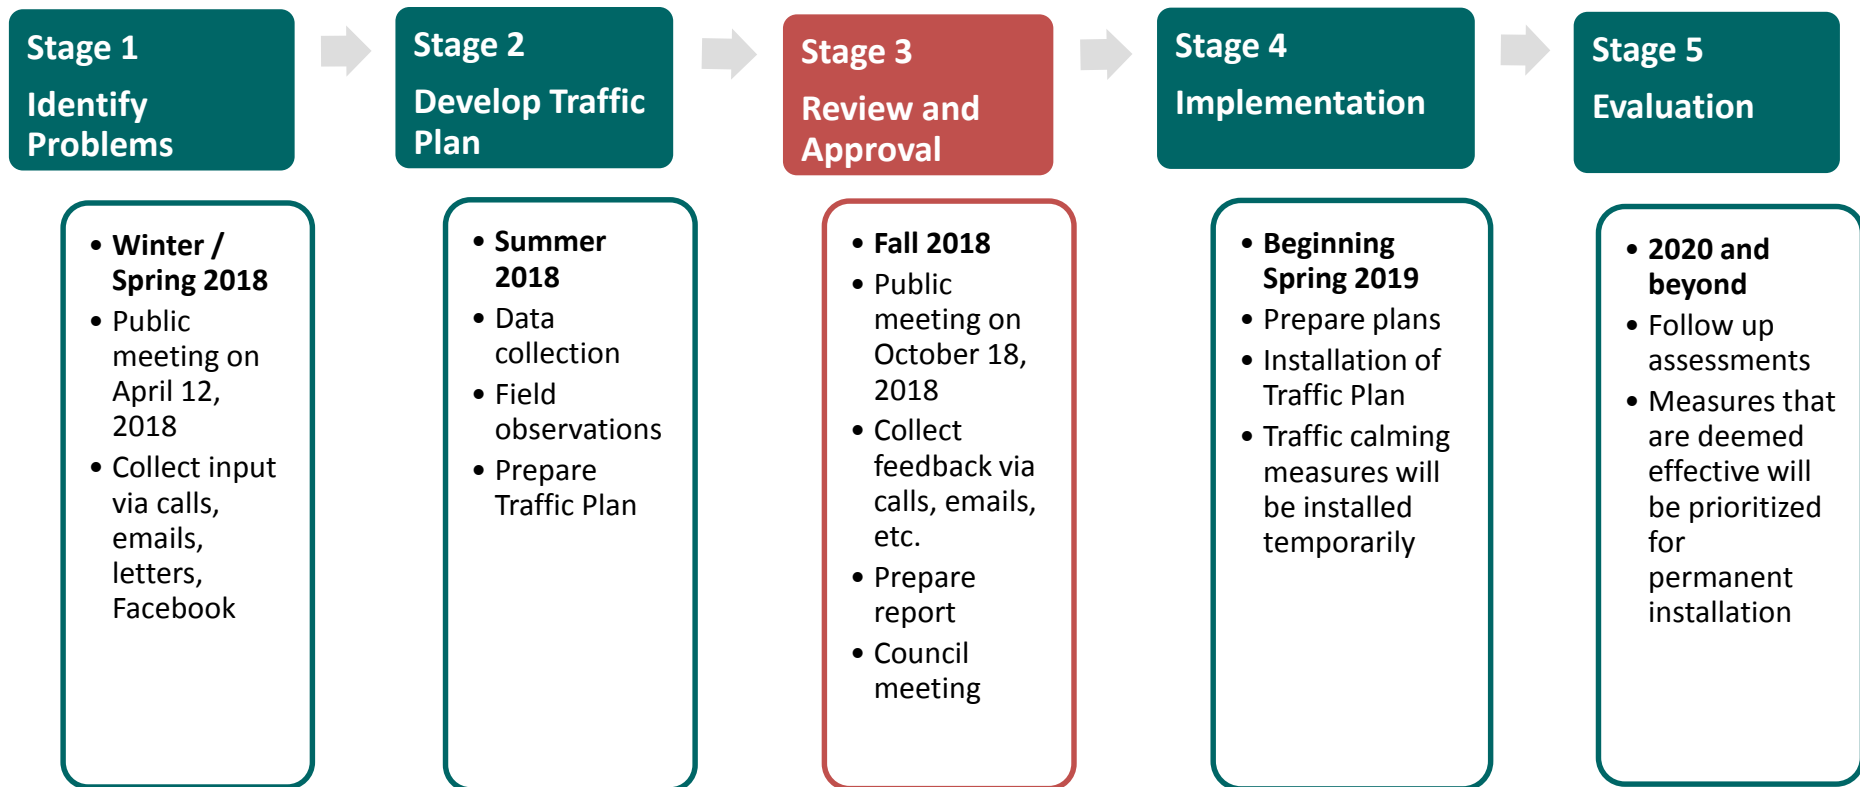 Stage 1
Identify
Problems
• Winter /
Spring 2018
• Public
meeting on
April 12,
2018
• Collect input
via calls,
emails,
letters,
Facebook
Stage 2
Develop Traffic
Plan
• Summer
2018
• Data
collection
• Field
observations
• Prepare
Traffic Plan
Stage 3
Review and
Approval
• Fall 2018
• Public
meeting on
October 18,
2018
• Collect
feedback via
calls, emails,
etc.
• Prepare
report
• Council
meeting
Stage 4
Implementation
• Beginning
Spring 2019
• Prepare plans
• Installation of
Traffic Plan
• Traffic calming
measures will
be installed
temporarily
Stage 5
Evaluation
• 2020 and
beyond
• Follow up
assessments
• Measures that
are deemed
effective will
be prioritized
for
permanent
installation